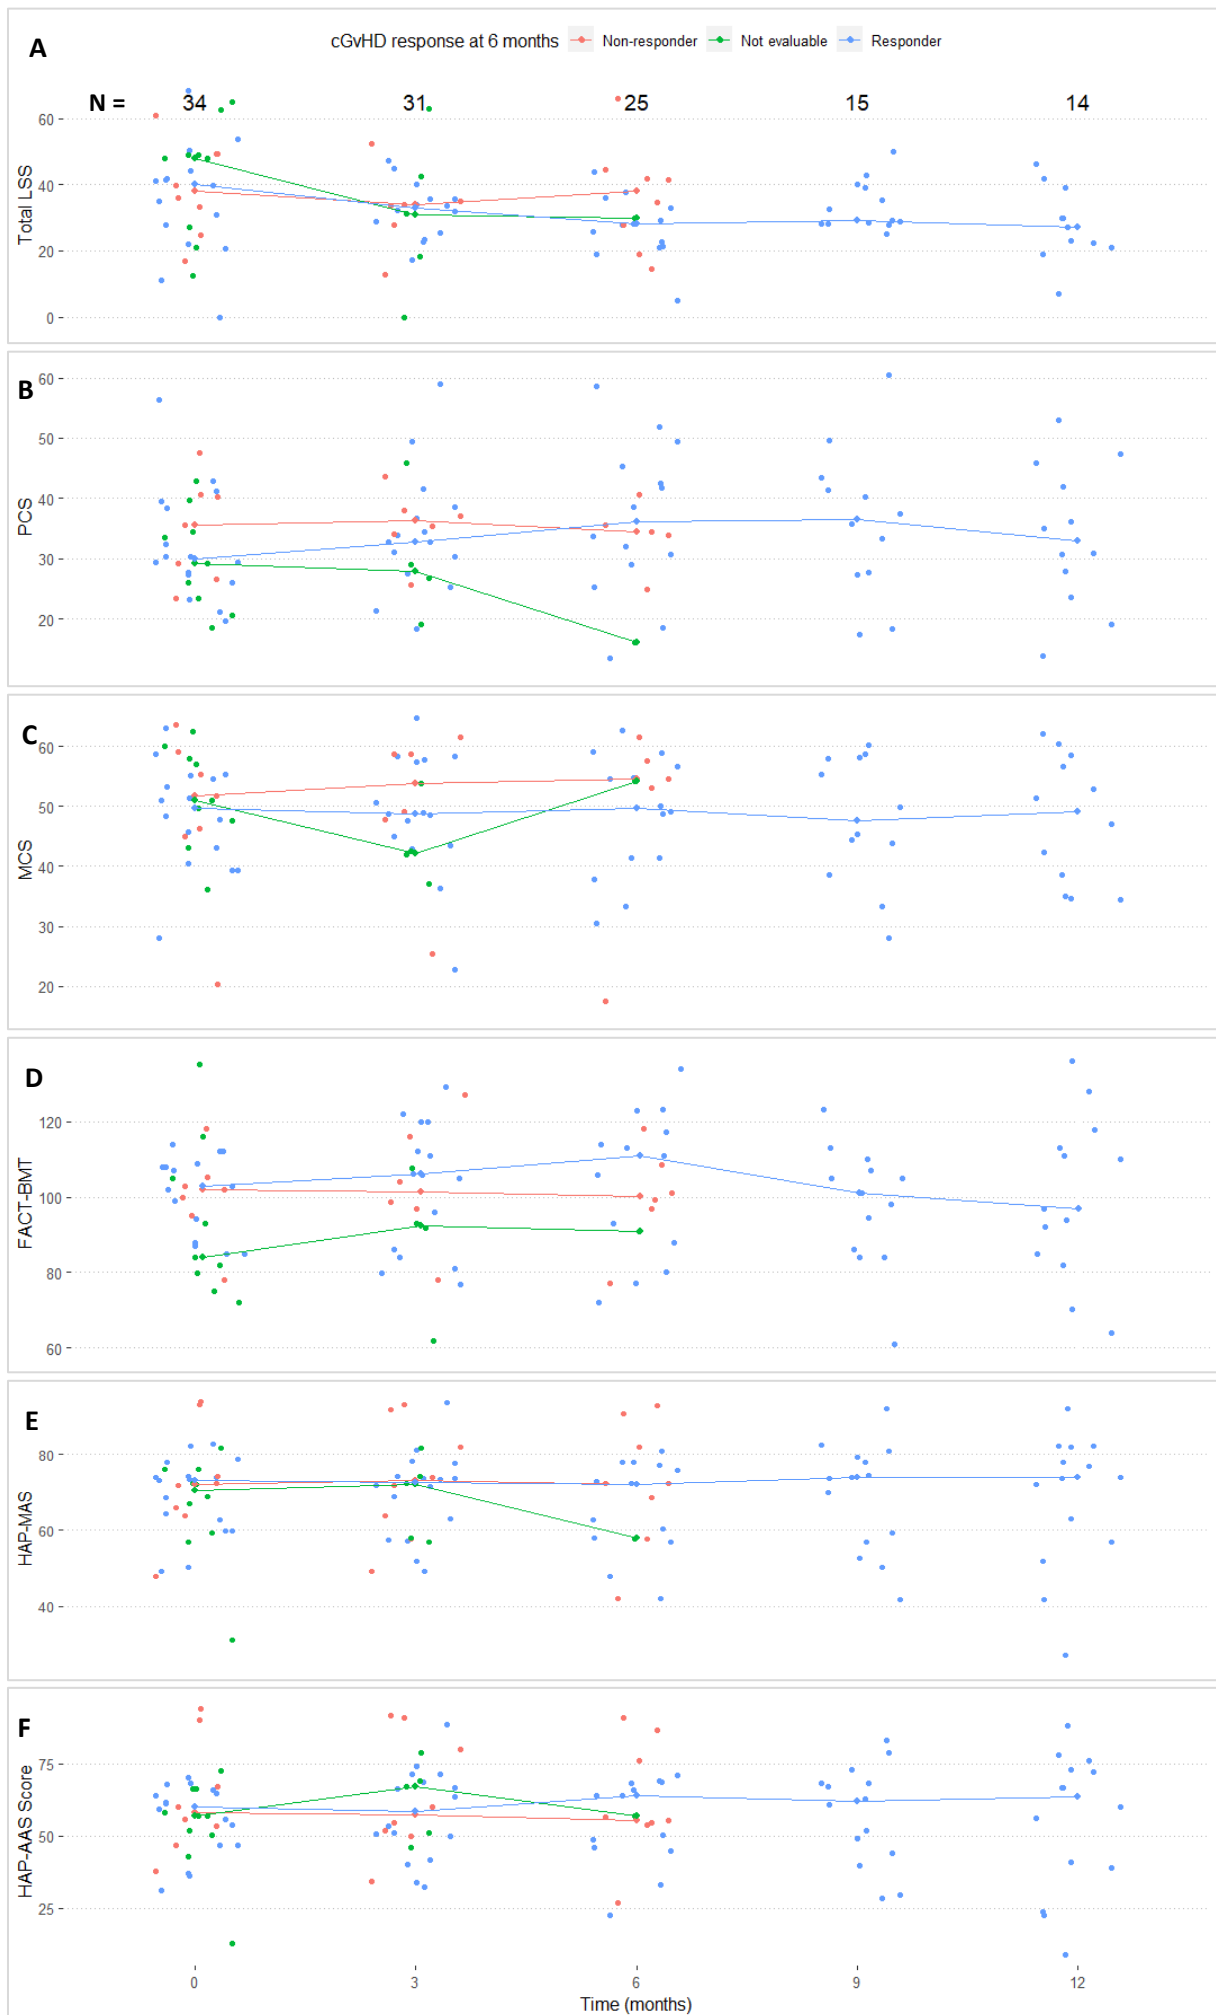 A
cGvHD response at 6 months Non-responder Not evaluable Responder
N = 34 31 25 15 14
60
40
20
0
Total LSS
B
60
50
40
30
20
PCS
C
60
50
40
30
20
MCS
D
120
100
80
60
FACT-BMT
E
80
60
40
HAP-MAS
F
75
50
25
HAP-AAS Score
0 3 6 9 12
Time (months)